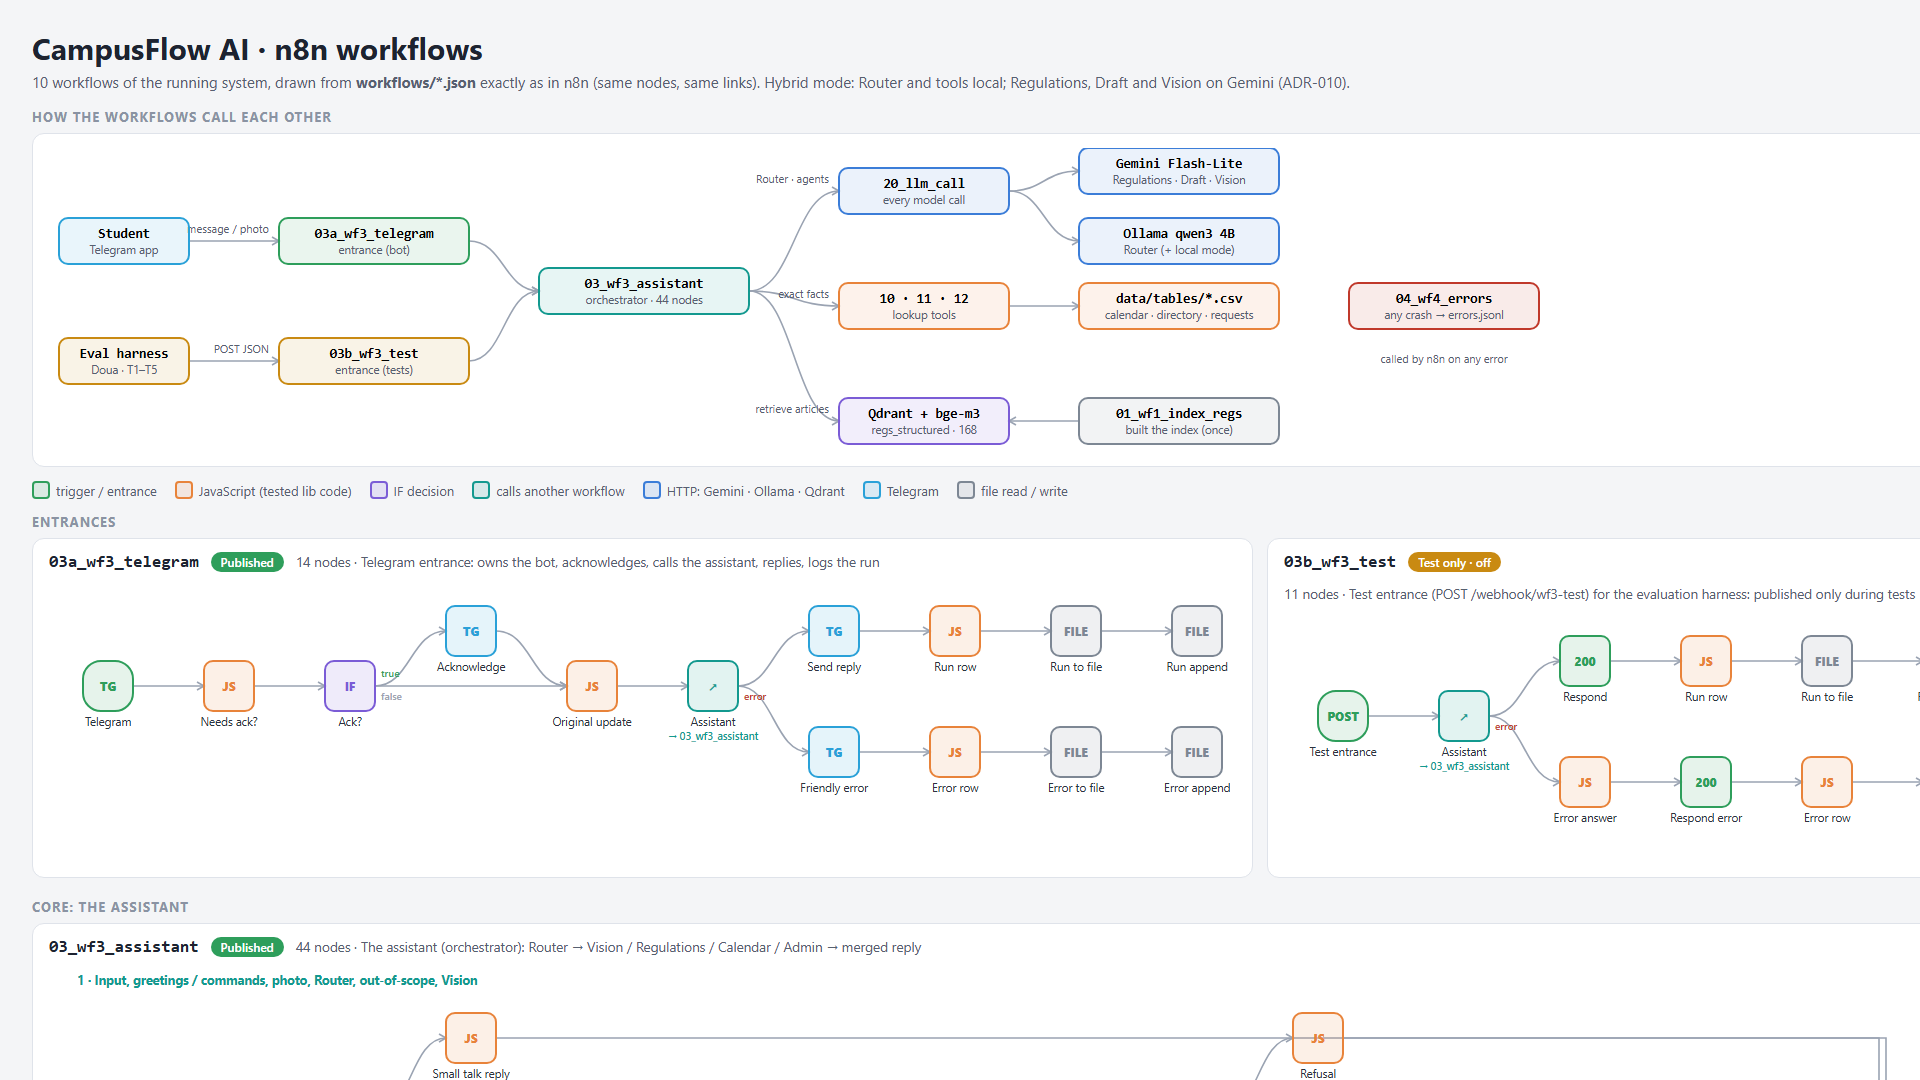 CampusFlow AI · n8n workflows
10 workflows of the running system, drawn from workflows/*.json exactly as in n8n (same nodes, same links). Hybrid mode: Router and tools local; Regulations, Draft and Vision on Gemini (ADR-010).
HOW THE WORKFLOWS CALL EACH OTHER
Student
Telegram app
message / photo
03a_wf3_telegram
entrance (bot)
Eval harness
Doua · T1–T5
POST JSON
03b_wf3_test
entrance (tests)
03_wf3_assistant
orchestrator · 44 nodes
Router · agents
20_llm_call
every model call
Gemini Flash-Lite
Regulations · Draft · Vision
Ollama qwen3 4B
Router (+ local mode)
exact facts
10 · 11 · 12
lookup tools
data/tables/*.csv
calendar · directory · requests
retrieve articles
Qdrant + bge-m3
regs_structured · 168
01_wf1_index_regs
built the index (once)
04_wf4_errors
any crash → errors.jsonl
called by n8n on any error
trigger / entrance
JavaScript (tested lib code)
IF decision
calls another workflow
HTTP: Gemini · Ollama · Qdrant
Telegram
file read / write
ENTRANCES
03a_wf3_telegram
Published
14 nodes · Telegram entrance: owns the bot, acknowledges, calls the assistant, replies, logs the run
TG
Telegram
JS
Needs ack?
IF
Ack?
true
false
TG
Acknowledge
JS
Original update
↗
Assistant
→ 03_wf3_assistant
error
TG
Send reply
JS
Run row
FILE
Run to file
FILE
Run append
TG
Friendly error
JS
Error row
FILE
Error to file
FILE
Error append
03b_wf3_test
Test only · off
11 nodes · Test entrance (POST /webhook/wf3-test) for the evaluation harness: published only during tests
POST
Test entrance
↗
Assistant
→ 03_wf3_assistant
error
200
Respond
JS
Run row
FILE
Run to file
JS
Error answer
200
Respond error
JS
Error row
CORE: THE ASSISTANT
03_wf3_assistant
Published
44 nodes · The assistant (orchestrator): Router → Vision / Regulations / Calendar / Admin → merged reply
1 · Input, greetings / commands, photo, Router, out-of-scope, Vision
JS
Small talk reply
JS
Refusal